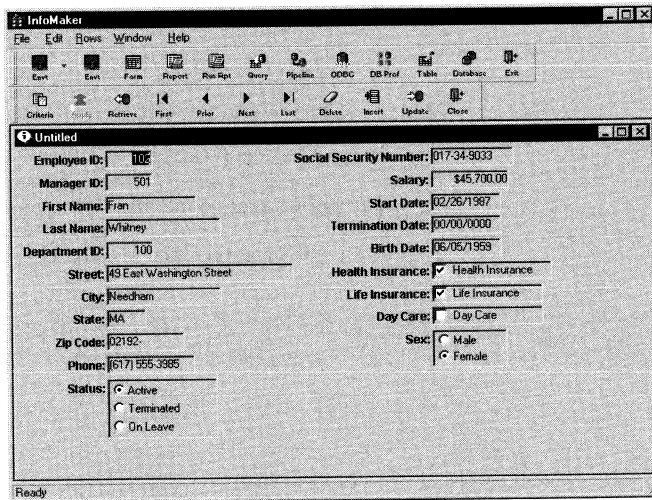 InfoMaker
File Edit Rows Window Help
Envt Envt Form Report Run Rpt Query Pipeline ODBC DB Prof Table Database Exit
Criteria Retrieve First Prior Next Last Delete Insert Update Close
Untitled
Employee ID: 102
Manager ID: 501
First Name: Fran
Last Name: Whitney
Department ID: 100
Street: 49 East Washington Street
City: Needham
State: MA
Zip Code: 02192-
Phone: (617) 555-3985
Status: Active
Terminated
On Leave
Social Security Number: 017-34-9033
Salary: $45,700.00
Start Date: 02/26/1987
Termination Date: 00/00/0000
Birth Date: 06/05/1959
Health Insurance: Health Insurance
Life Insurance: Life Insurance
Day Care: Day Care
Sex: Male
Female
Ready